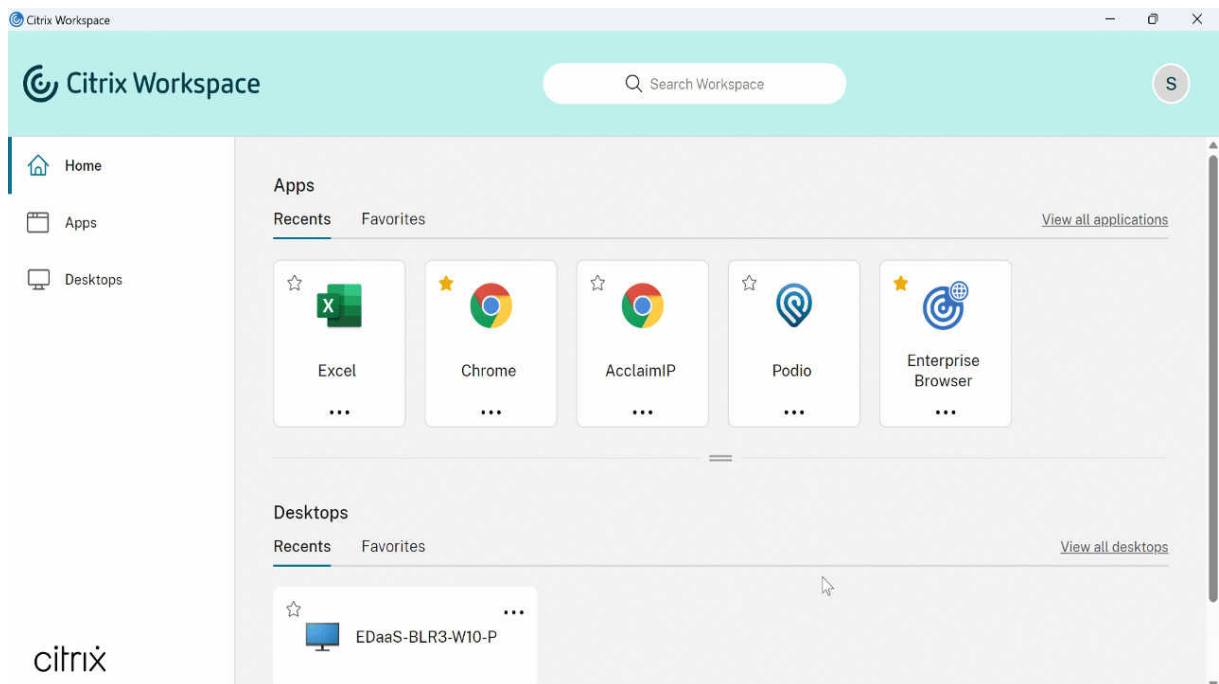 Citrix Workspace
Citrix Workspace
Search Workspace
S
Home
Apps
Desktops
Apps
Recents Favorites View all applications
X
Excel
Chrome
AcclaimIP
Podio
Enterprise
Browser
Desktops
Recents Favorites View all desktops
EDaaS-BLR3-W10-P
citrix